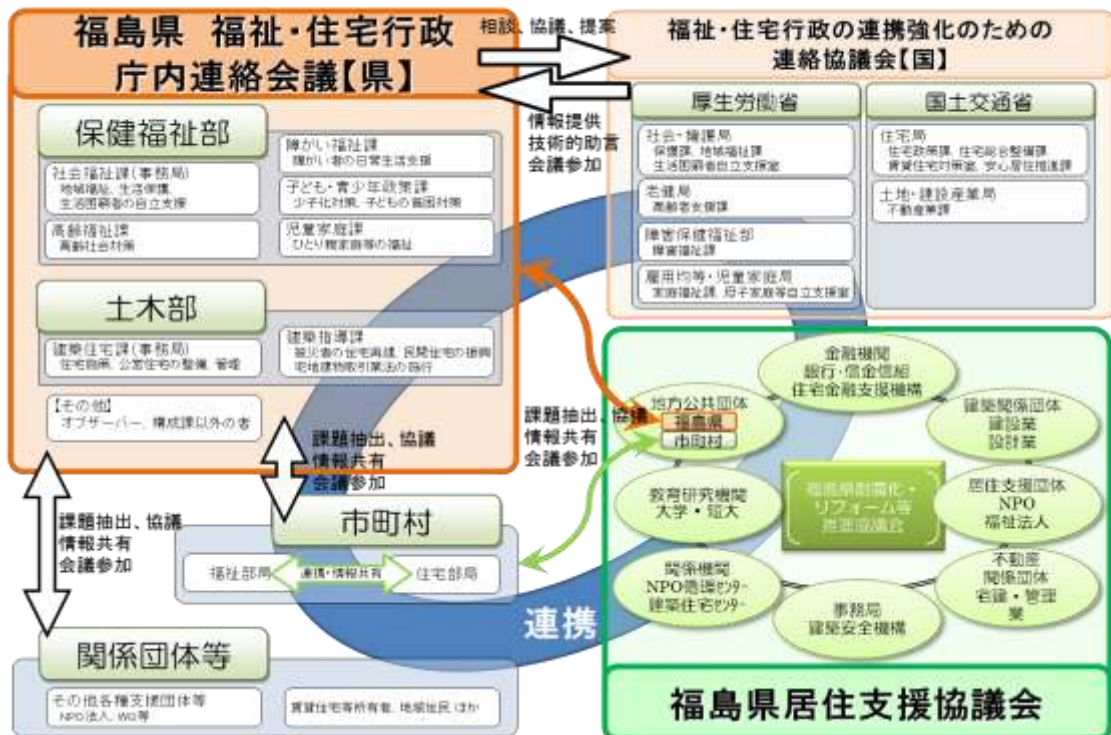 福島県 福祉・住宅行政
庁内連絡会議【県】
保健福祉部
社会福祉課(事務局)
地域福祉、生活保護、
生活困窮者の自立支援
高齢福祉課
高齢社会対策
障がい福祉課
障がい者の日常生活支援
子ども・青少年政策課
少子化対策、子どもの貧困対策
児童家庭課
ひとり親家庭等の福祉
土木部
建築住宅課(事務局)
住宅施策、公営住宅の整備、管理
建築指導課
被災者の住宅再建、民間住宅の振興
宅地建物取引業法の施行
【その他】
オブザーバー、構成課以外の者
相談、協議、提案
情報提供
技術的助言
会議参加
福祉・住宅行政の連携強化のための
連絡協議会【国】
厚生労働省
社会・援護局
保護課、地域福祉課
生活困窮者自立支援室
老健局
高齢者支援課
障害保健福祉部
障害福祉課
雇用均等・児童家庭局
家庭福祉課、母子家庭等自立支援室
国土交通省
住宅局
住宅政策課、住宅総合整備課
賃貸住宅対策室、安心居住推進課
土地・建設産業局
不動産業課
課題抽出、協議
情報共有
会議参加
課題抽出、協議
情報共有
会議参加
課題抽出、協議
情報共有
会議参加
市町村
福祉部局
連携・情報共有
住宅部局
連携
関係団体等
その他各種支援団体等
NPO法人、WG等
賃貸住宅等所有者、地域住民 ほか
金融機関
銀行・信金信組
住宅金融支援機構
地方公共団体
福島県
市町村
建築関係団体
建設業
設計業
教育研究機関
大学・短大
福島県耐震化・
リフォーム等
推進協議会
居住支援団体
NPO
福祉法人
関係機関
NPO循環センター
建築住宅センター
事務局
建築安全機構
不動産
関係団体
宅建・管理
業
福島県居住支援協議会